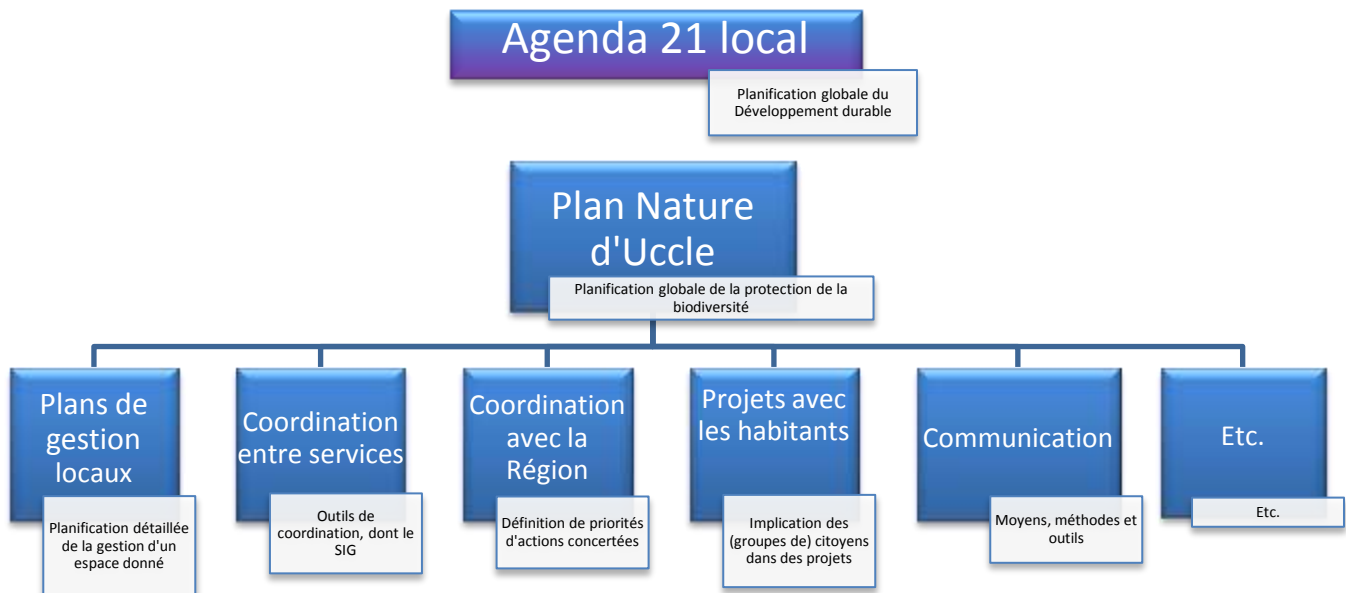 Agenda 21 local
Planification globale du
Développement durable
Plan Nature
d'Uccle
Planification globale de la protection de la
biodiversité
Plans de
gestion
locaux
Planification détaillée
de la gestion d'un
espace donné
Coordination
entre services
Outils de
coordination, dont le
SIG
Coordination
avec la
Région
Définition de priorités
d'actions concertées
Projets avec
les habitants
Implication des
(groupes de) citoyens
dans des projets
Communication
Moyens, méthodes et
outils
Etc.
Etc.